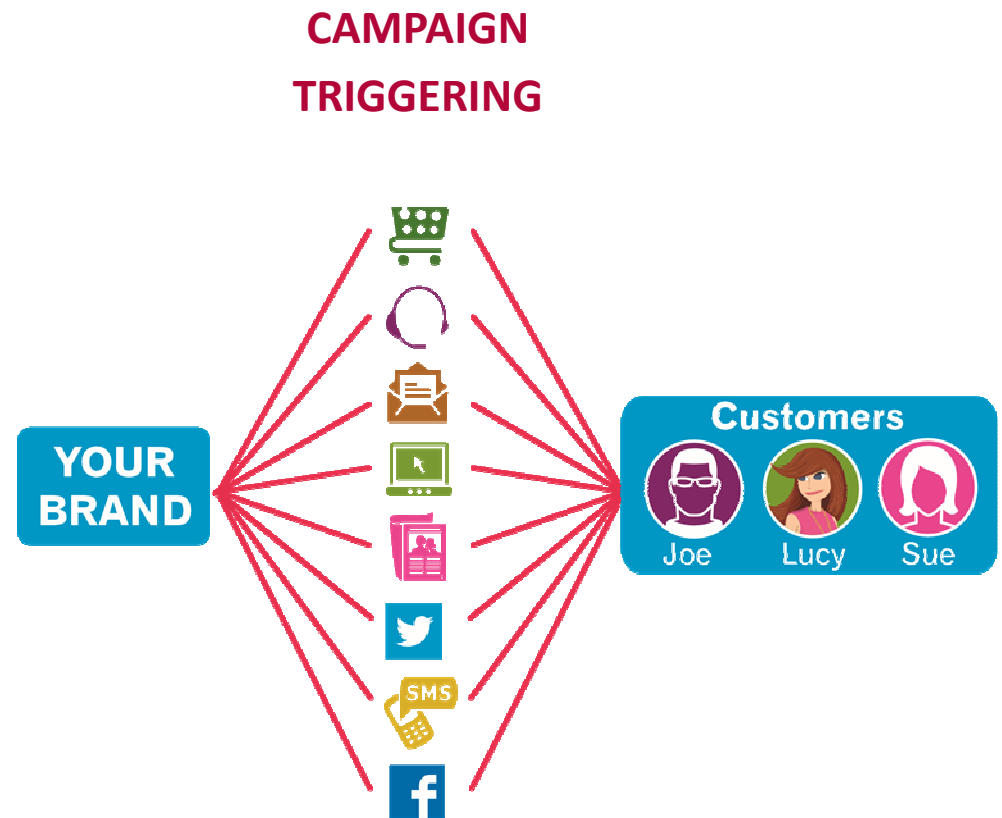 CAMPAIGN
TRIGGERING
YOUR
BRAND
SMS
f
Customers
Joe Lucy Sue